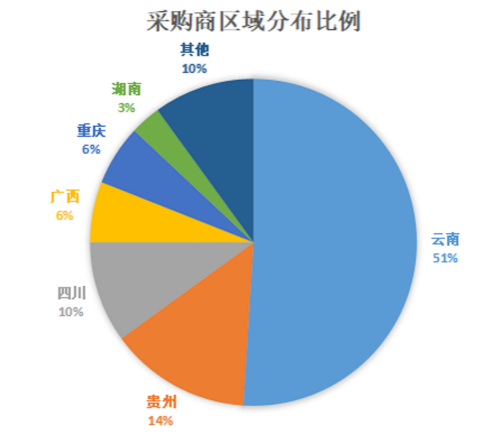 采购商区域分布比例
其他
10%
湖南
3%
重庆
6%
广西
6%
云南
51%
四川
10%
贵州
14%